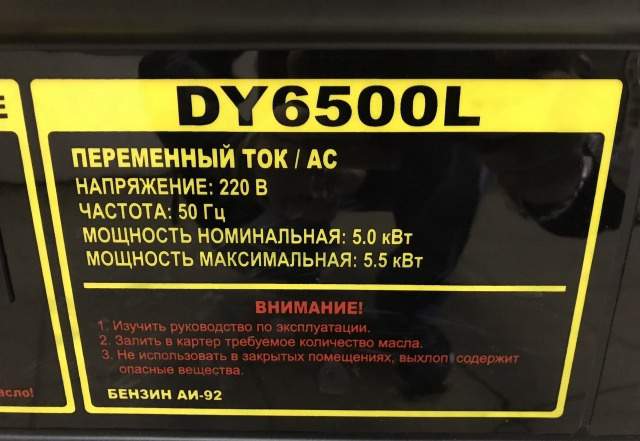 Е
DY6500L
ПЕРЕМЕННЫЙ ТОК / AC
НАПРЯЖЕНИЕ: 220 В
ЧАСТОТА: 50 Гц
МОЩНОСТЬ НОМИНАЛЬНАЯ: 5.0 кВт
МОЩНОСТЬ МАКСИМАЛЬНАЯ: 5.5 кВт
ВНИМАНИЕ!
1. Изучить руководство по эксплуатации.
2. Залить в картер требуемое количество масла.
3. Не использовать в закрытых помещениях, выхлоп содержит
опасные вещества.
БЕНЗИН АИ-92